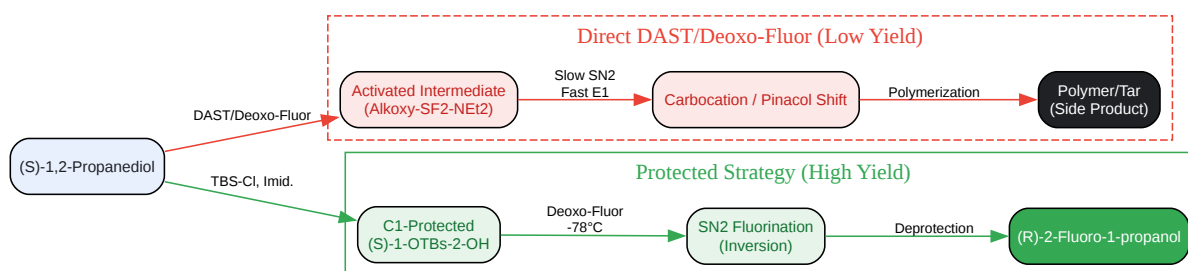 Direct DAST/Deoxo-Fluor (Low Yield)
Activated Intermediate
(Alkoxy-SF2-NEt2)
Slow SN2
Fast E1
Carbocation / Pinacol Shift
Polymerization
Polymer/Tar
(Side Product)
DAST/Deoxo-Fluor
(S)-1,2-Propanediol
TBS-Cl, Imid.
Protected Strategy (High Yield)
C1-Protected
(S)-1-OTBs-2-OH
Deoxo-Fluor
-78°C
SN2 Fluorination
(Inversion)
Deprotection
(R)-2-Fluoro-1-propanol